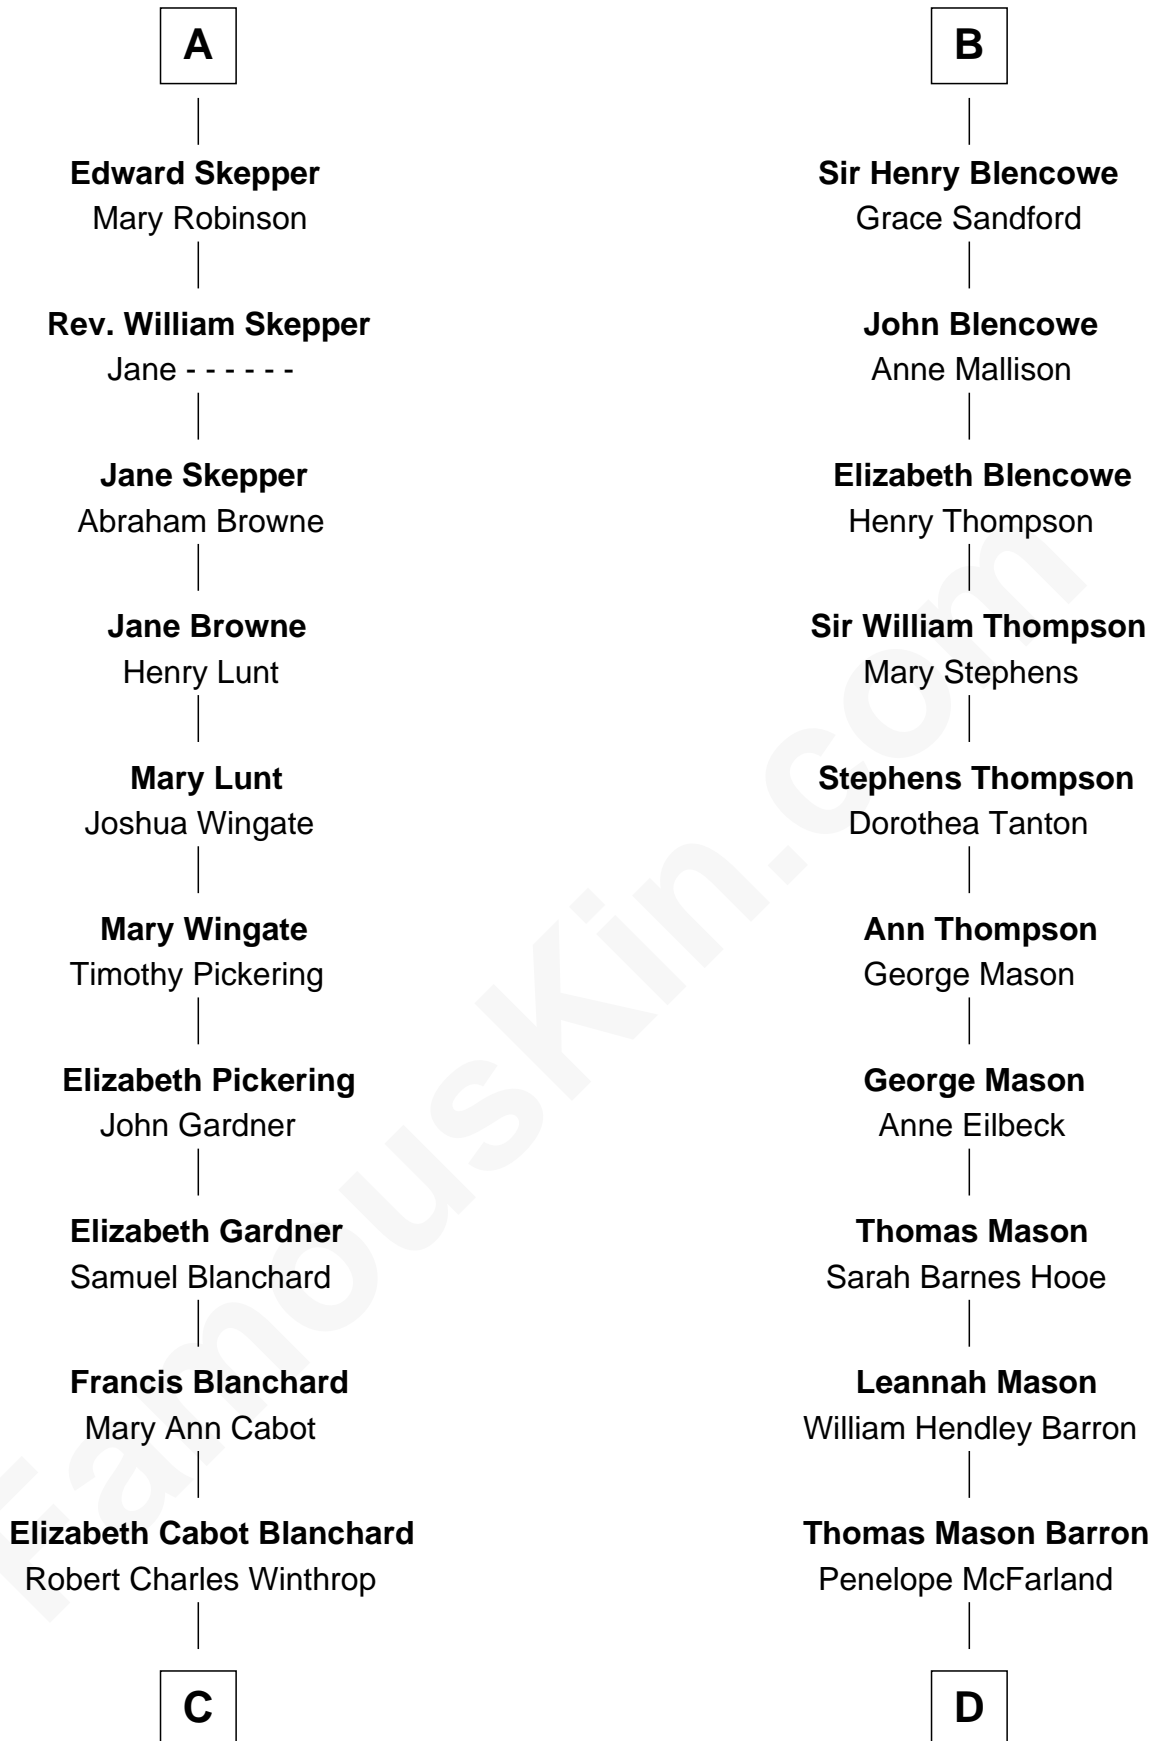 A
Edward Skepper
Mary Robinson
Rev. William Skepper
Jane - - - - - -
Jane Skepper
Abraham Browne
Jane Browne
Henry Lunt
Mary Lunt
Joshua Wingate
Mary Wingate
Timothy Pickering
Elizabeth Pickering
John Gardner
Elizabeth Gardner
Samuel Blanchard
Francis Blanchard
Mary Ann Cabot
Elizabeth Cabot Blanchard
Robert Charles Winthrop
C
B
Sir Henry Blencowe
Grace Sandford
John Blencowe
Anne Mallison
Elizabeth Blencowe
Henry Thompson
Sir William Thompson
Mary Stephens
Stephens Thompson
Dorothea Tanton
Ann Thompson
George Mason
George Mason
Anne Eilbeck
Thomas Mason
Sarah Barnes Hooe
Leannah Mason
William Hendley Barron
Thomas Mason Barron
Penelope McFarland
D
FamousKin.com